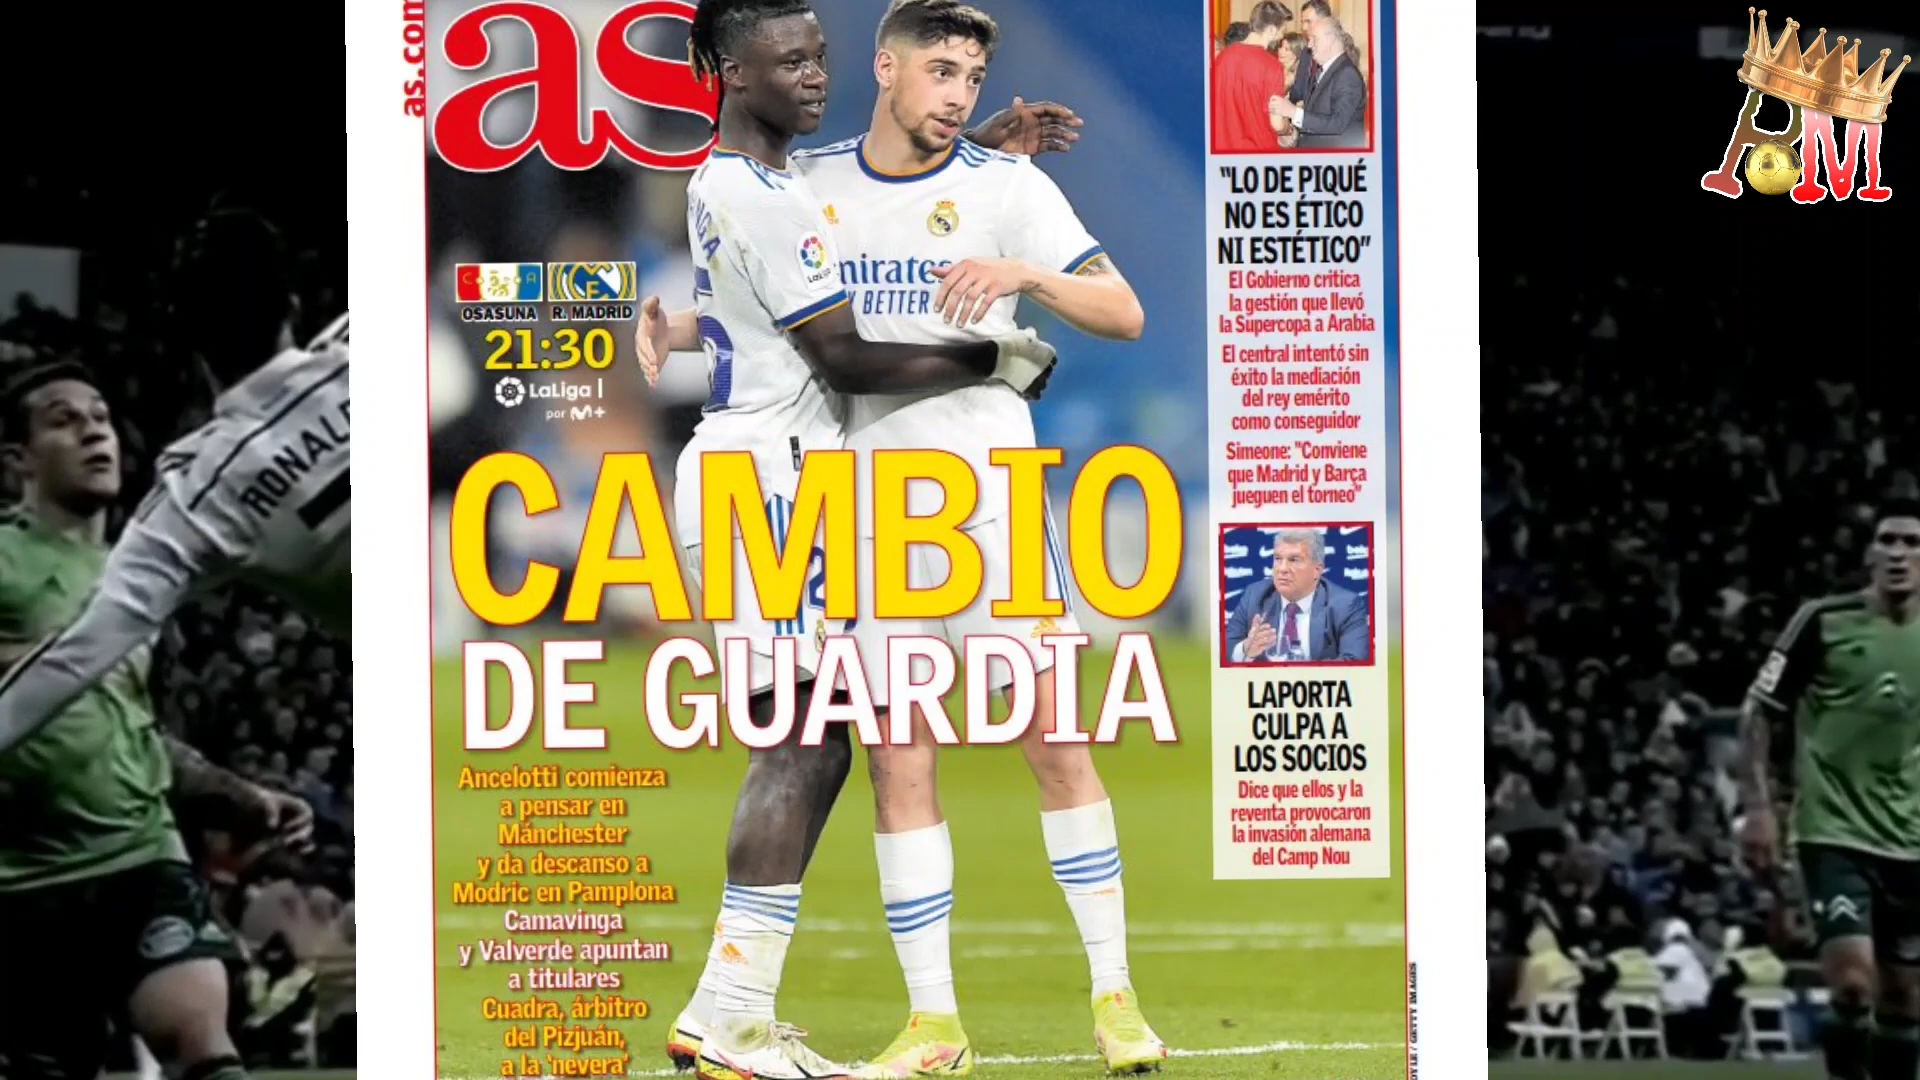 as.com
as
OSASUNA R. MADRID
21:30
LaLiga
por M+
CAMBIO
DE GUARDIA
Ancelotti comienza
a pensar en
Mánchester
y da descanso a
Modric en Pamplona
Camavinga
y Valverde apuntan
a titulares
Cuadra, árbitro
del Pizjuán,
a la 'nevera'
"LO DE PIQUÉ
NO ES ÉTICO
NI ESTÉTICO"
El Gobierno critica
la gestión que llevó
la Supercopa a Arabia
El central intentó sin
éxito la mediación
del rey emérito
como conseguidor
Simeone: "Conviene
que Madrid y Barça
jueguen el torneo"
LAPORTA
CULPA A
LOS SOCIOS
Dice que ellos y la
reventa provocaron
la invasión alemana
del Camp Nou
GETTY IMAGES
BETTER
RM